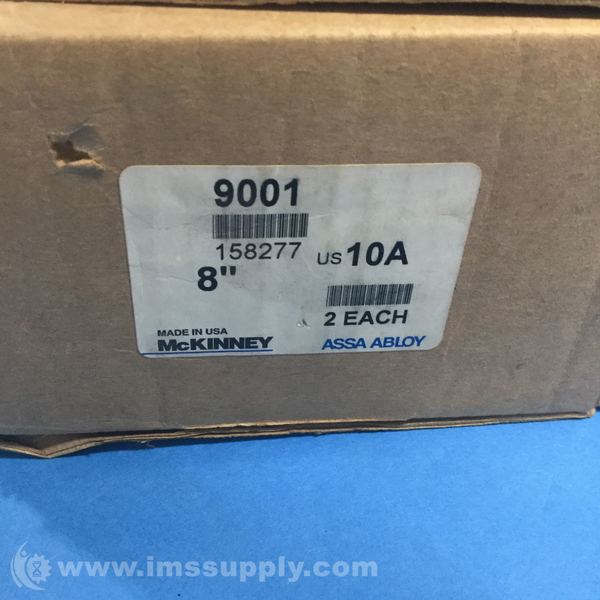 9001
158277 US 10A
8"
2 EACH
MADE IN USA
McKINNEY ASSA ABLOY
www.imssupply.com